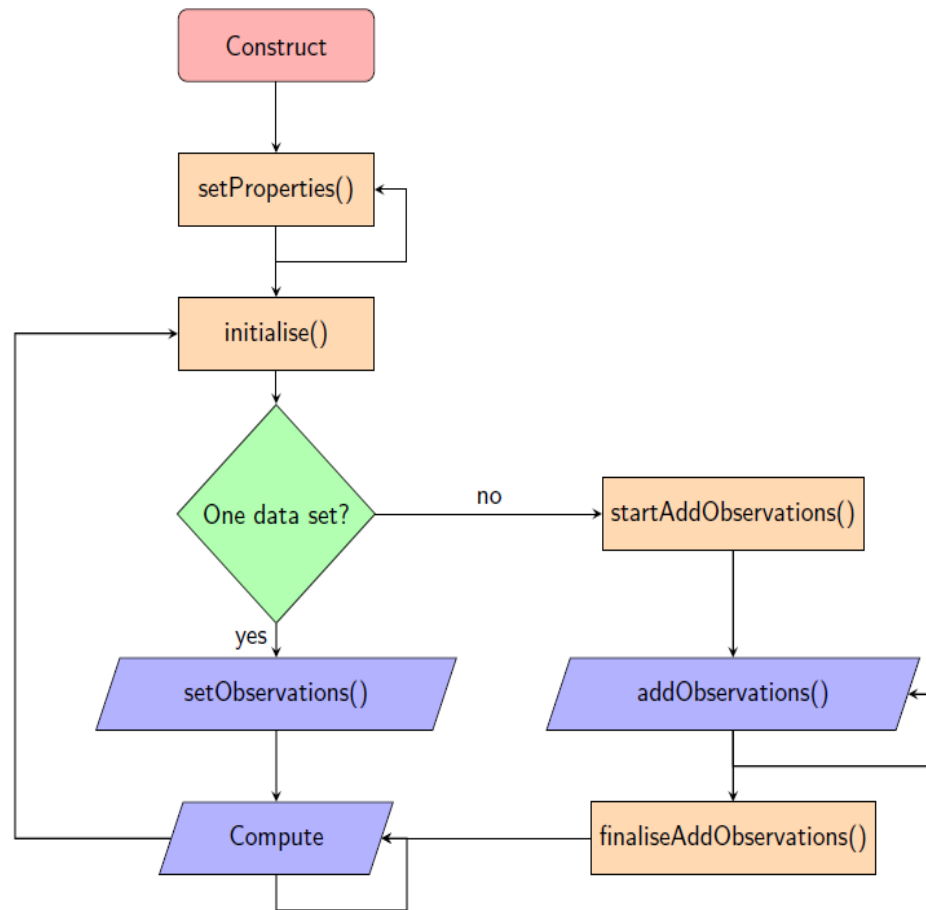 Construct
setProperties()
initialise()
One data set?
no
startAddObservations()
yes
setObservations()
addObservations()
Compute
finaliseAddObservations()